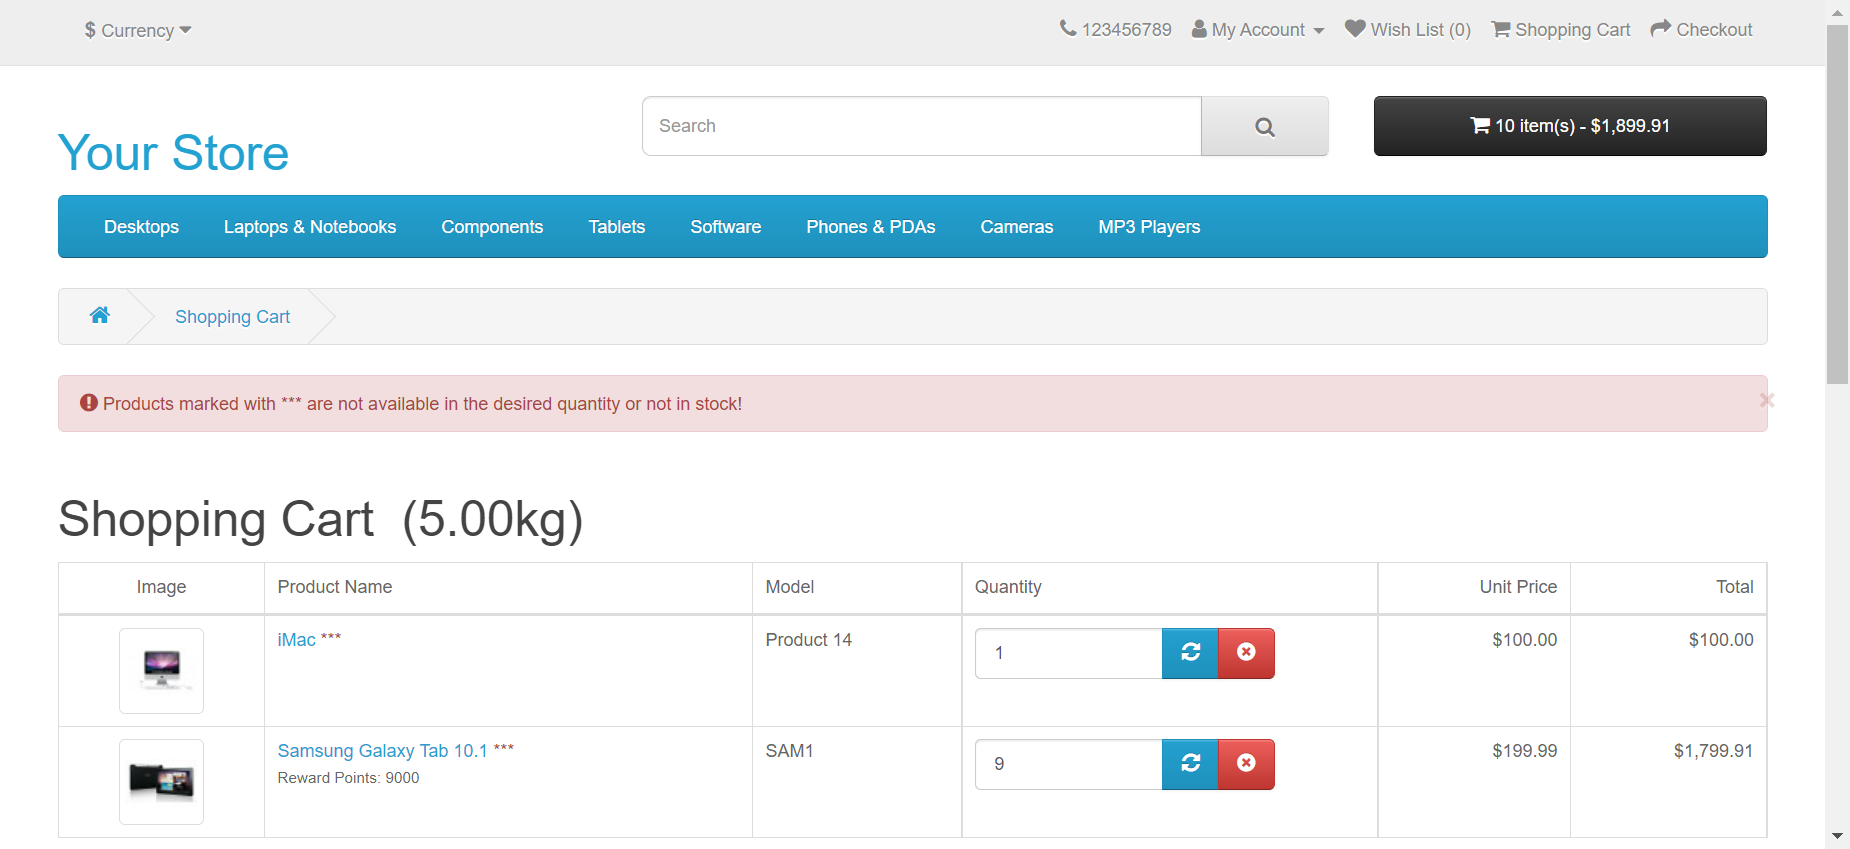 $ Currency
123456789 My Account Wish List (0) Shopping Cart Checkout
Your Store
Search
10 item(s) - $1,899.91
Desktops Laptops & Notebooks Components Tablets Software Phones & PDAs Cameras MP3 Players
Shopping Cart
Products marked with *** are not available in the desired quantity or not in stock!
×
Shopping Cart (5.00kg)
Image Product Name Model Quantity Unit Price Total
iMac *** Product 14 1 $100.00 $100.00
Samsung Galaxy Tab 10.1 *** SAM1 9 $199.99 $1,799.91
Reward Points: 9000